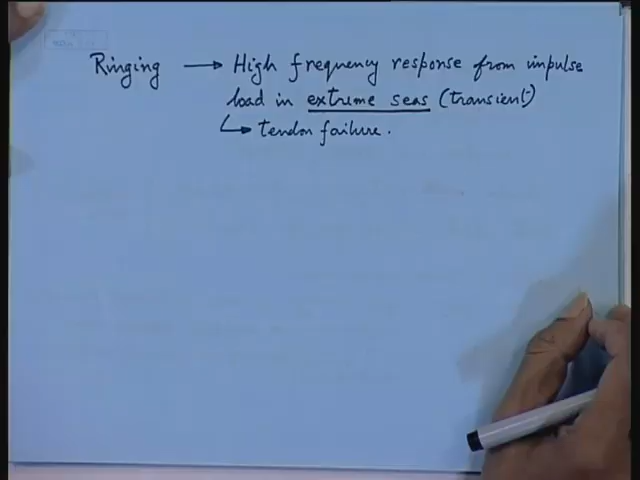 Ringing → High frequency response from impulse
load in extreme seas (transient)
↳ tendon failure.